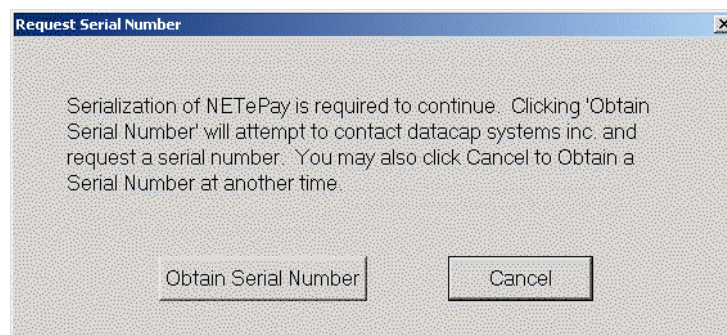 Request Serial Number
Serialization of NETePay is required to continue. Clicking 'Obtain
Serial Number' will attempt to contact datacap systems inc. and
request a serial number. You may also click Cancel to Obtain a
Serial Number at another time.
Obtain Serial Number Cancel